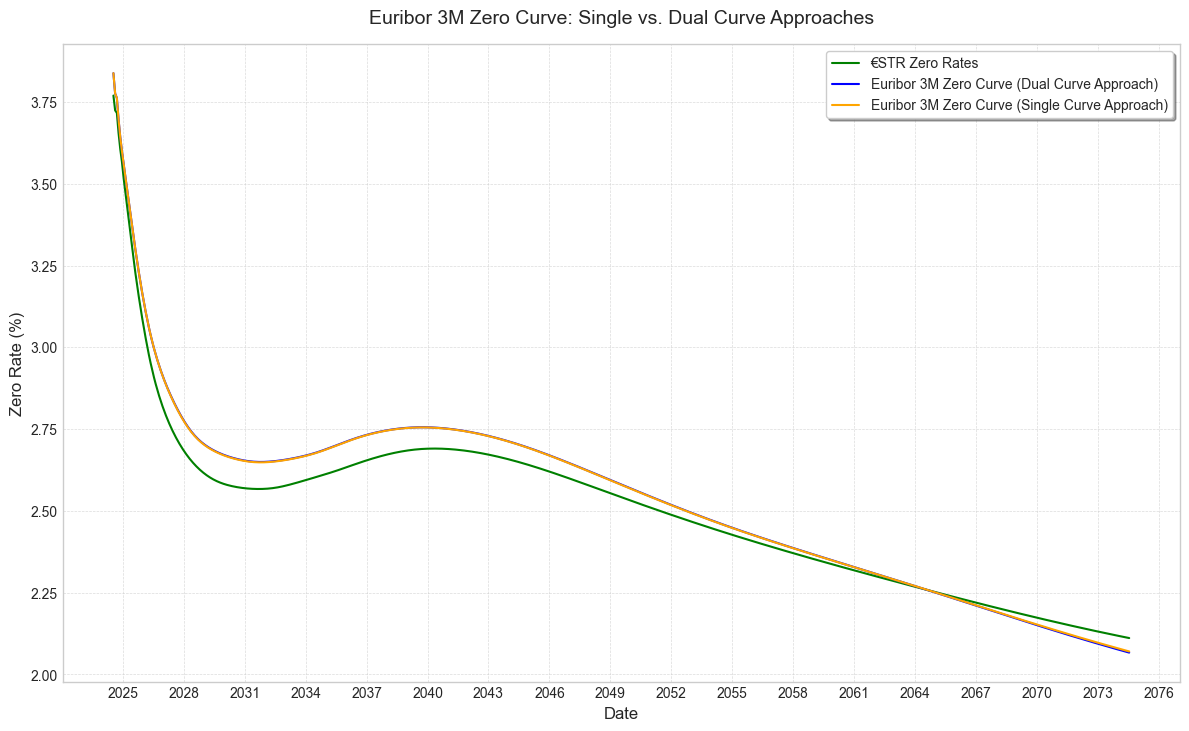 Euribor 3M Zero Curve: Single vs. Dual Curve Approaches
€STR Zero Rates
Euribor 3M Zero Curve (Dual Curve Approach)
Euribor 3M Zero Curve (Single Curve Approach)
Zero Rate (%)
3.75
3.50
3.25
3.00
2.75
2.50
2.25
2.00
2025 2028 2031 2034 2037 2040 2043 2046 2049 2052 2055 2058 2061 2064 2067 2070 2073 2076
Date